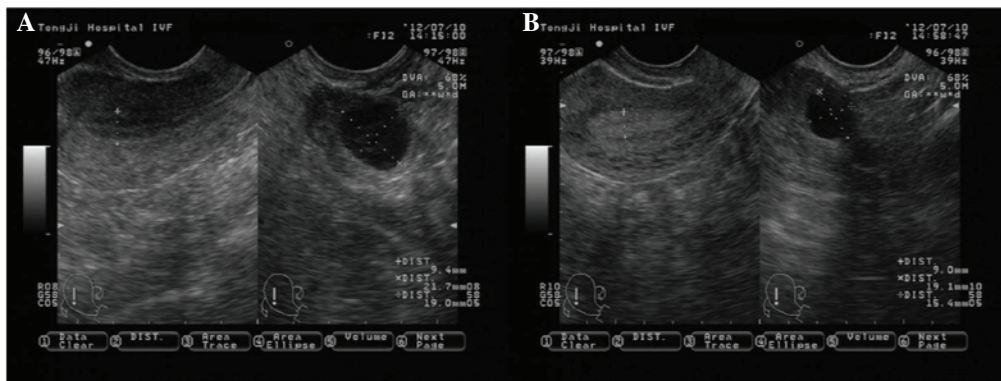 A
TongJi Hospital IVF
'12/07/10
:F12 14:15:00
96/98
47Hz
97/98
47Hz
DVA: 68%
5.0M
+DIST.
9.4mm
×DIST.
21.7mm
÷DIST.
19.0mm
① Data Clear
② DIST.
③ Area Trace
④ Area Ellipse
⑤ Volume
⑥ Next Page
B
TongJi Hospital IVF
'12/07/10
:F12 14:58:47
97/98
39Hz
96/98
39Hz
DVA: 68%
5.0M
+DIST.
9.0mm
×DIST.
19.1mm
÷DIST.
15.4mm
① Data Clear
② DIST.
③ Area Trace
④ Area Ellipse
⑤ Volume
⑥ Next Page